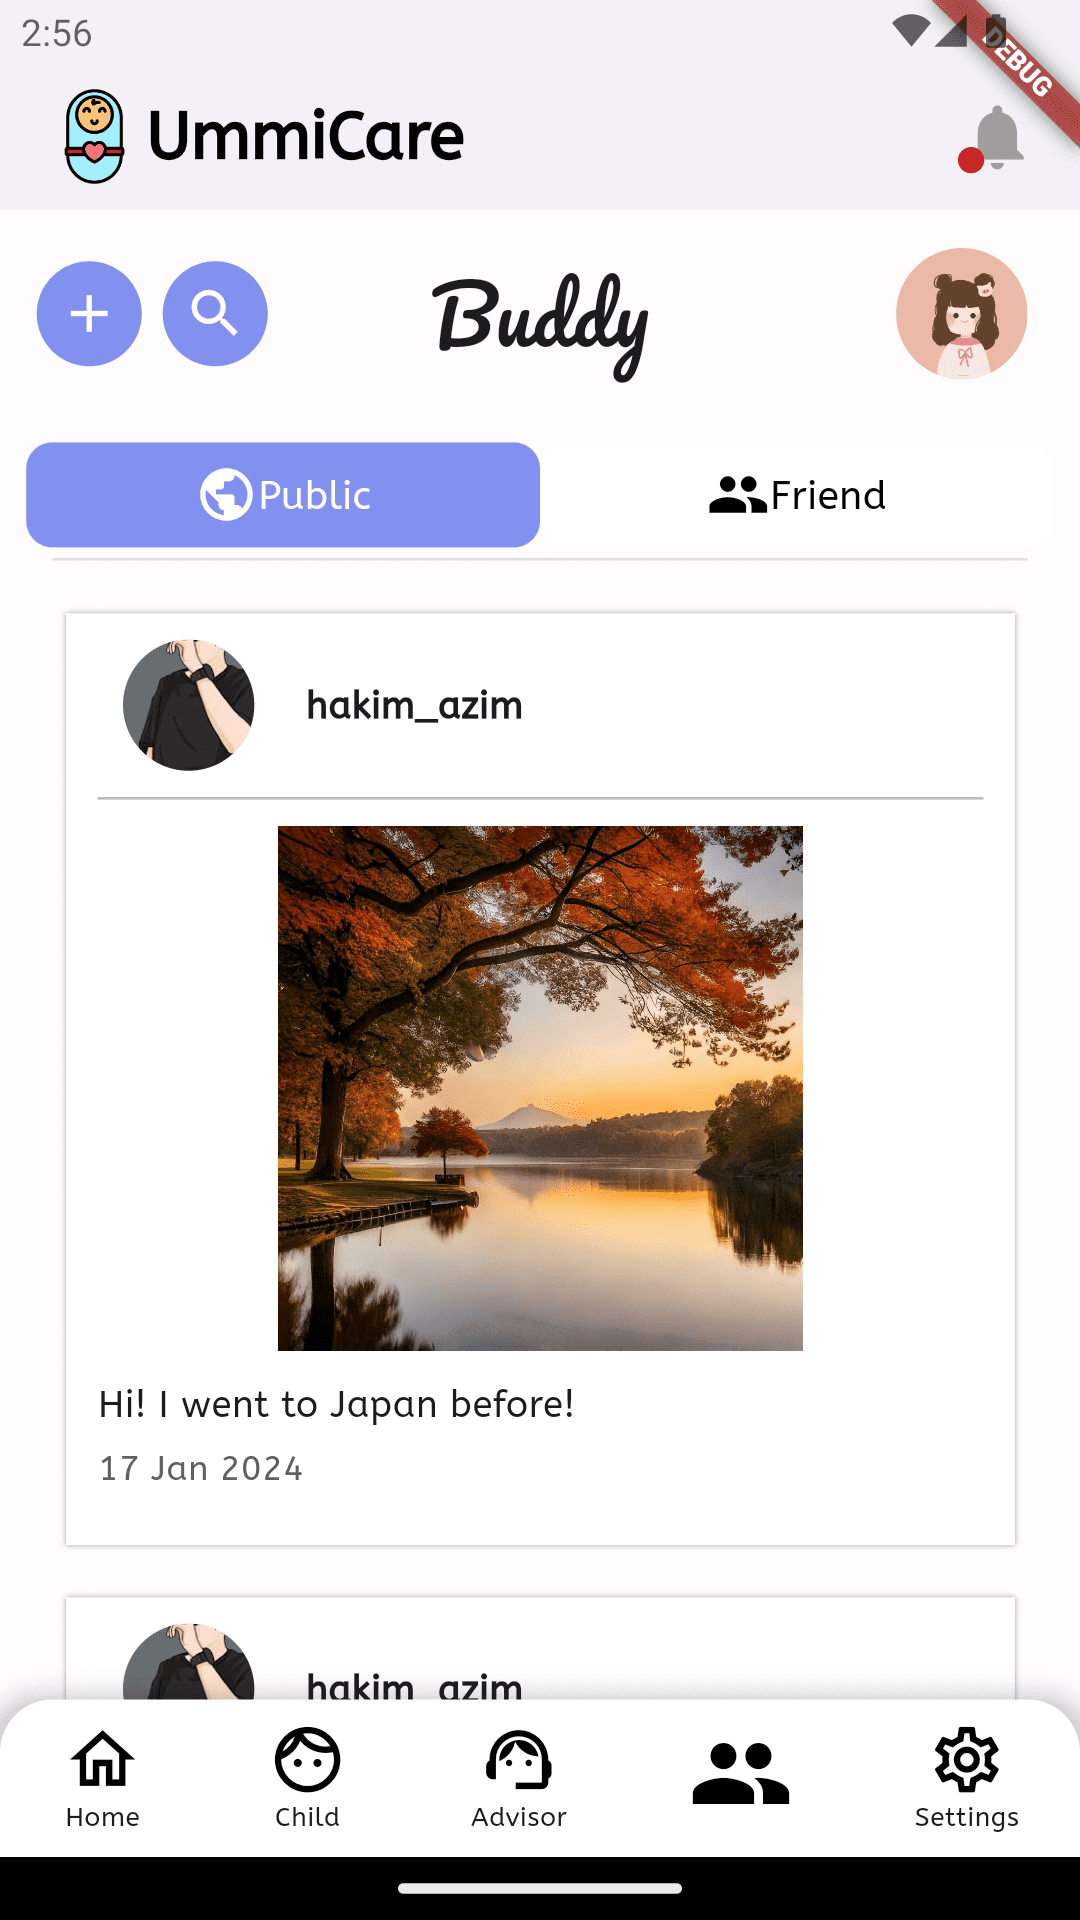 2:56
DEBUG
UmmiCare
Buddy
Public
Friend
hakim_azim
Hi! I went to Japan before!
17 Jan 2024
hakim_azim
Home
Child
Advisor
Settings